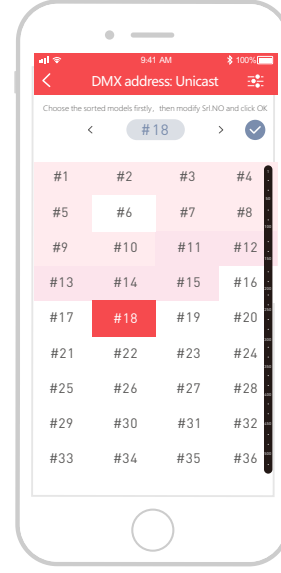 9:41 AM 100%
DMX address: Unicast
Choose the sorted models firstly, then modify Srl.NO and click OK
< #18 >
#1 #2 #3 #4
#5 #6 #7 #8
#9 #10 #11 #12
#13 #14 #15 #16
#17 #18 #19 #20
#21 #22 #23 #24
#25 #26 #27 #28
#29 #30 #31 #32
#33 #34 #35 #36